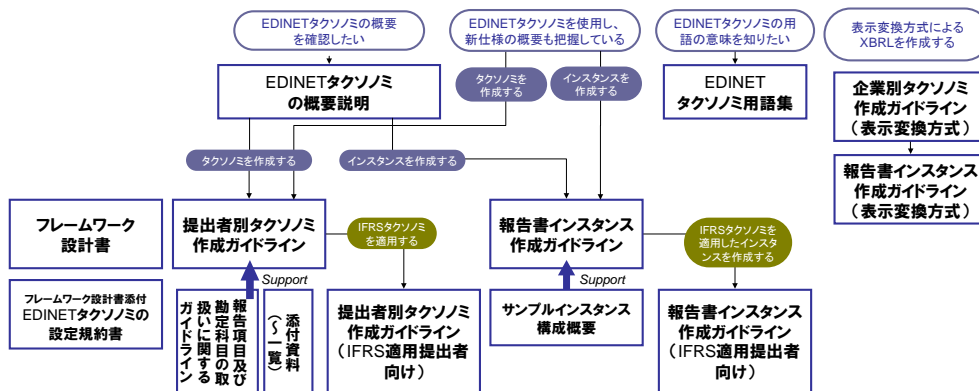 EDINETタクソノミの概要
を確認したい
EDINETタクソノミを使用し、
新仕様の概要も把握している
EDINETタクソノミの用
語の意味を知りたい
表示変換方式による
XBRLを作成する
タクソノミを
作成する
インスタンスを
作成する
EDINETタクソノミ
の概要説明
EDINET
タクソノミ用語集
企業別タクソノミ
作成ガイドライン
（表示変換方式）
タクソノミを作成する
インスタンスを作成する
報告書インスタンス
作成ガイドライン
（表示変換方式）
フレームワーク
設計書
提出者別タクソノミ
作成ガイドライン
IFRSタクソノミ
を適用する
報告書インスタンス
作成ガイドライン
IFRSタクソノミを
適用したインスタ
ンスを作成する
Support
Support
フレームワーク設計書添付
EDINETタクソノミの
設定規約書
報告項目及び
勘定科目の取
扱いに関する
ガイドライン
添付資料
（～一覧）
提出者別タクソノミ
作成ガイドライン
（IFRS適用提出者
向け）
サンプルインスタンス
構成概要
報告書インスタンス
作成ガイドライン
（IFRS適用提出者
向け）